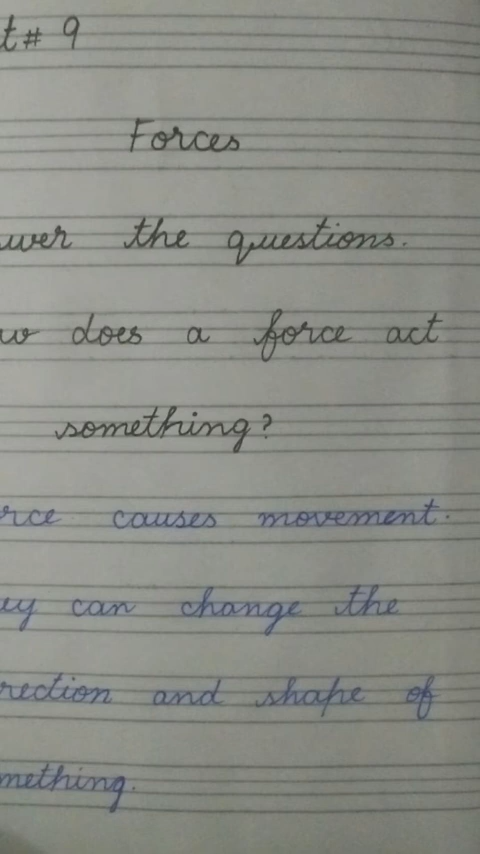 t# 9
Forces
wer the questions.
w does a force act
something?
rce causes movement.
ey can change the
rection and shape of
mething.